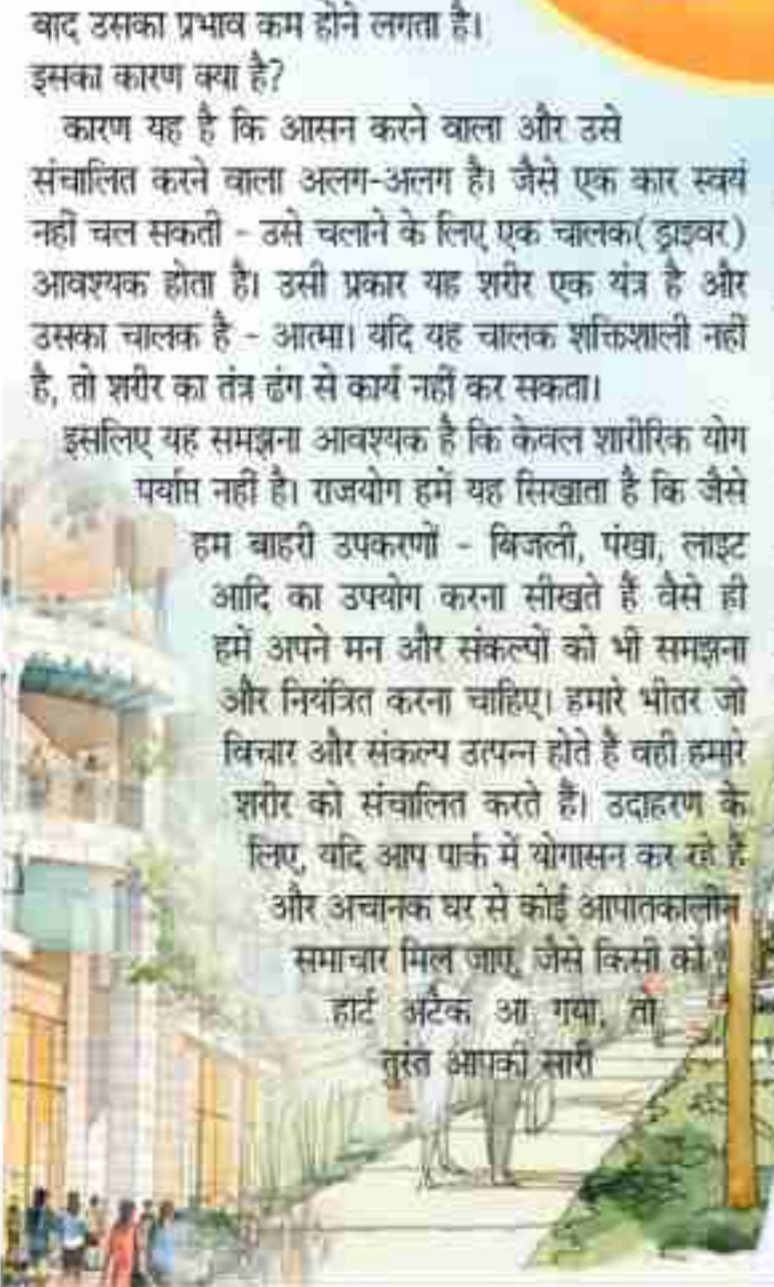 बाद उसका प्रभाव कम होने लगता है।
इसका कारण क्या है?
कारण यह है कि आसन करने वाला और उसे
संचालित करने वाला अलग-अलग है। जैसे एक कार स्वयं
नहीं चल सकती - उसे चलाने के लिए एक चालक( ड्राइवर )
आवश्यक होता है। उसी प्रकार यह शरीर एक यंत्र है और
उसका चालक है - आत्मा। यदि यह चालक शक्तिशाली नहीं
है, तो शरीर का तंत्र ढंग से कार्य नहीं कर सकता।
इसलिए यह समझना आवश्यक है कि केवल शारीरिक योग
पर्याप्त नहीं है। राजयोग हमें यह सिखाता है कि जैसे
हम बाहरी उपकरणों - बिजली, पंखा, लाइट
आदि का उपयोग करना सीखते हैं वैसे ही
हमें अपने मन और संकल्पों को भी समझना
और नियंत्रित करना चाहिए। हमारे भीतर जो
विचार और संकल्प उत्पन्न होते हैं वही हमारे
शरीर को संचालित करते हैं। उदाहरण के
लिए, यदि आप पार्क में योगासन कर रहे हैं
और अचानक घर से कोई आपातकालीन
समाचार मिल जाए, जैसे किसी को
हार्ट अटैक आ गया, तो
तुरंत आपकी सारी